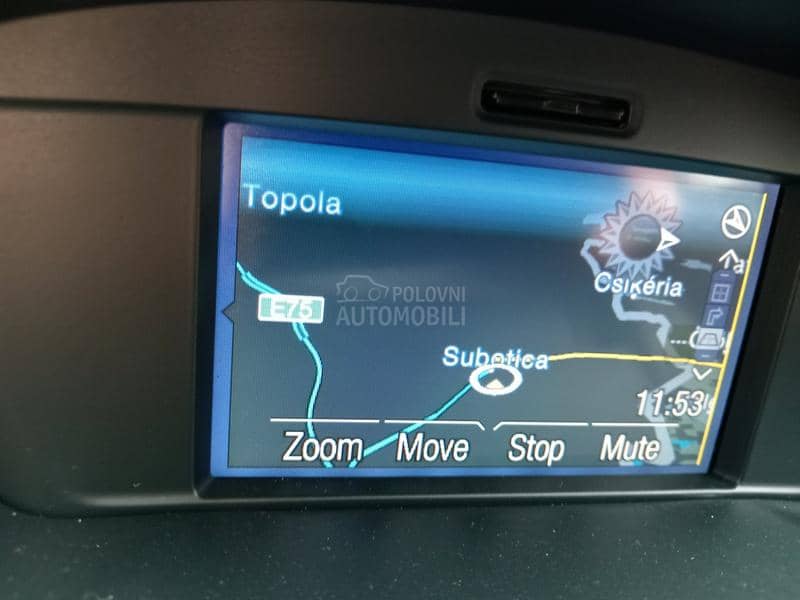 Topola
Csikéria
E75
POLOVNI
AUTOMOBILI
Subotica
11:53
Zoom Move Stop Mute